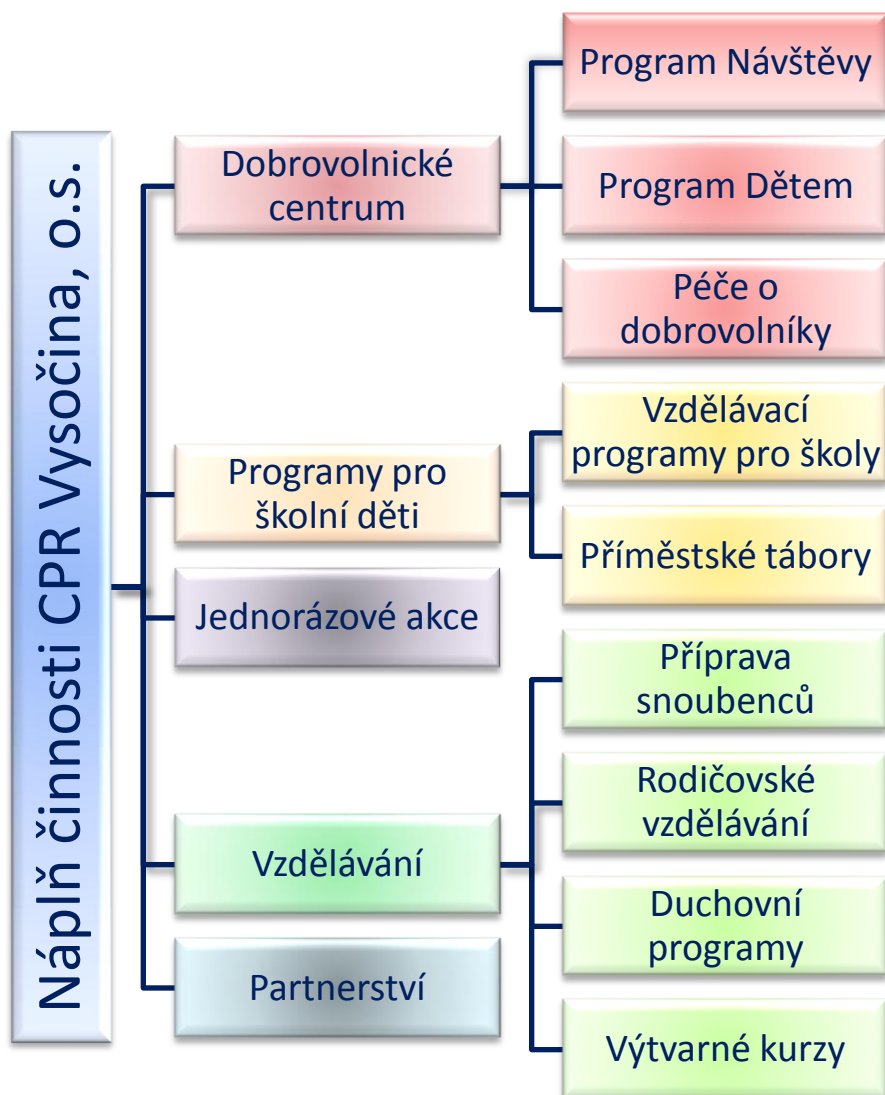 Náplň činnosti CPR Vysočina, o.s.
Dobrovolnické
centrum
Program Návštěvy
Program Dětem
Péče o
dobrovolníky
Programy pro
školní děti
Vzdělávací
programy pro školy
Příměstské tábory
Jednorázové akce
Vzdělávání
Příprava
snoubenců
Rodičovské
vzdělávání
Duchovní
programy
Výtvarné kurzy
Partnerství